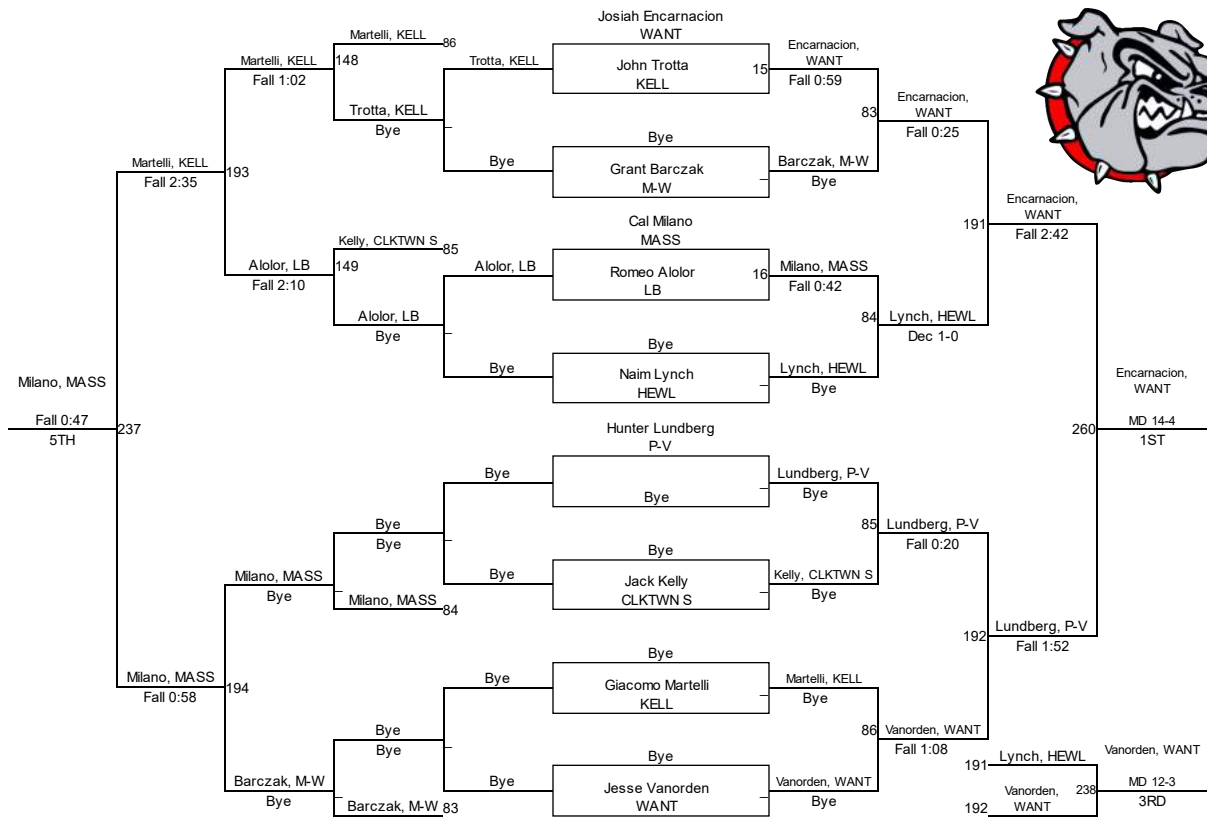 Josiah Encarnacion
WANT
Martelli, KELL
86
Martelli, KELL
148
Fall 1:02
Trotta, KELL
John Trotta
KELL
15
Encarnacion,
WANT
Fall 0:59
Trotta, KELL
Bye
83
Encarnacion,
WANT
Fall 0:25
Bye
Bye
Grant Barczak
M-W
Barczak, M-W
Bye
Martelli, KELL
193
Fall 2:35
Encarnacion,
WANT
191
Fall 2:42
Cal Milano
MASS
Kelly, CLKTWN S
85
Alolor, LB
149
Fall 2:10
Alolor, LB
Romeo Alolor
LB
16
Milano, MASS
Fall 0:42
Alolor, LB
Bye
84
Lynch, HEWL
Dec 1-0
Bye
Bye
Naim Lynch
HEWL
Lynch, HEWL
Bye
Milano, MASS
Fall 0:47
5TH
237
Encarnacion,
WANT
260
MD 14-4
1ST
Hunter Lundberg
P-V
Bye
Bye
Lundberg, P-V
Bye
Bye
Bye
85
Lundberg, P-V
Fall 0:20
Bye
Bye
Jack Kelly
CLKTWN S
Kelly, CLKTWN S
Bye
Milano, MASS
Bye
Milano, MASS
84
192
Lundberg, P-V
Fall 1:52
Milano, MASS
194
Fall 0:58
Bye
Bye
Giacomo Martelli
KELL
Martelli, KELL
Bye
Bye
Bye
86
Vanorden, WANT
Fall 1:08
Bye
Bye
Jesse Vanorden
WANT
Vanorden, WANT
Bye
Barczak, M-W
Bye
Barczak, M-W
83
191
Lynch, HEWL
Vanorden, WANT
192
Vanorden,
WANT
238
MD 12-3
3RD